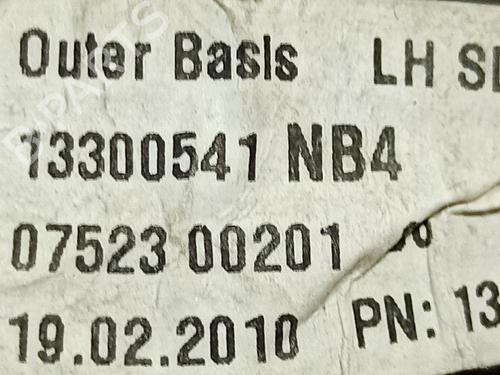 Outer Basis LH
13300541 NB4
07523 00201
19.02.2010 PN: 13